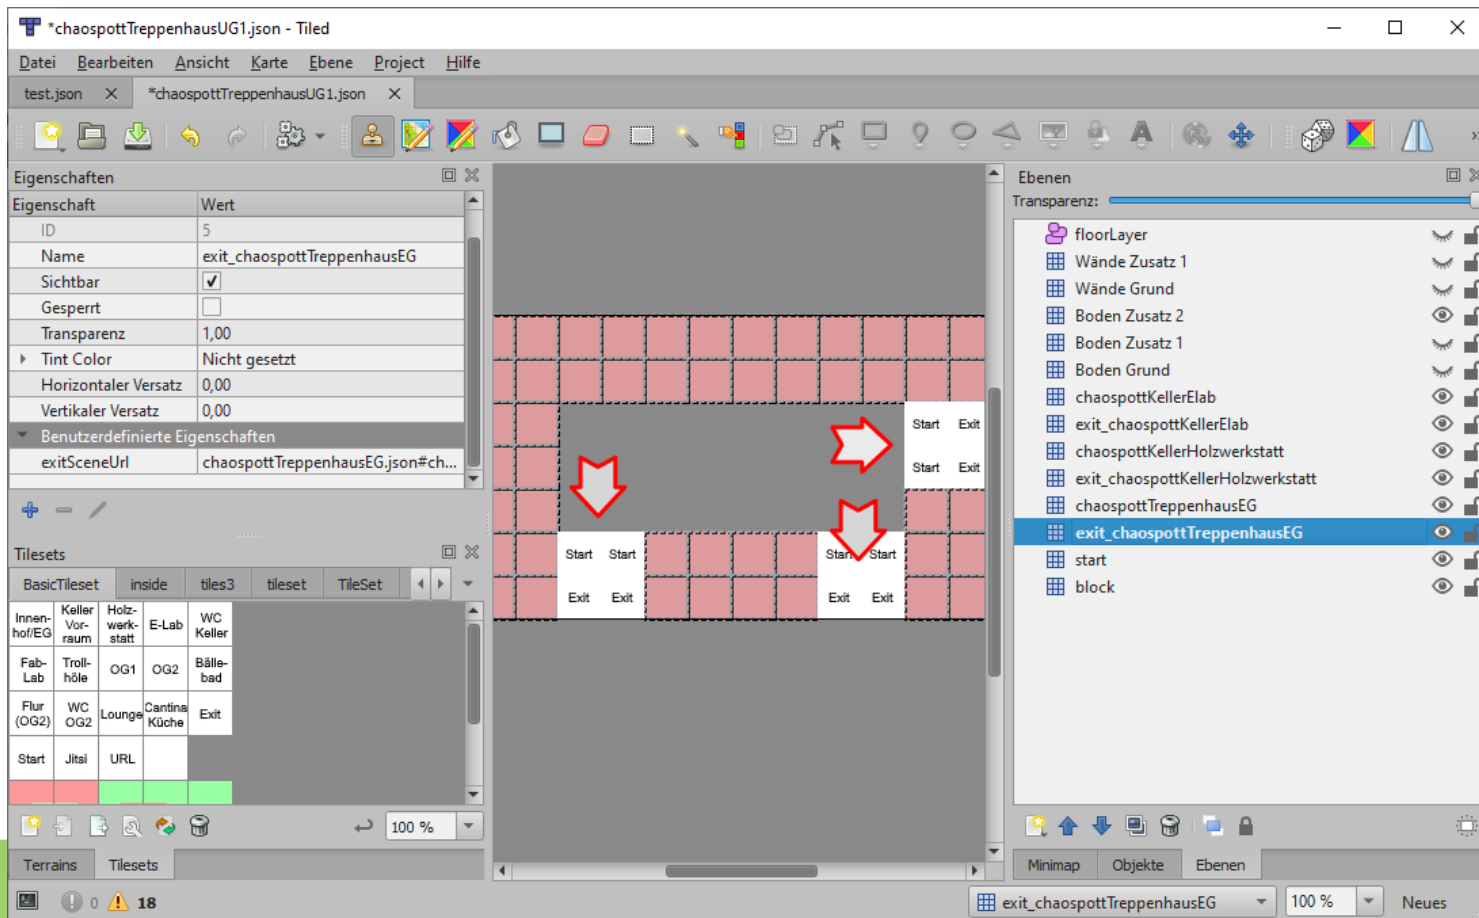 *chaospottTreppenhausUG1.json - Tiled
Datei Bearbeiten Ansicht Karte Ebene Project Hilfe
test.json *chaospottTreppenhausUG1.json
Eigenschaften
Eigenschaft Wert
ID 5
Name exit_chaospottTreppenhausEG
Sichtbar
Gesperrt
Transparenz 1,00
Tint Color Nicht gesetzt
Horizontaler Versatz 0,00
Vertikaler Versatz 0,00
Benutzerdefinierte Eigenschaften
exitSceneUrl chaospottTreppenhausEG.json#ch...
Tilesets
BasicTileset inside tiles3 tileset TileSet
Innen-
hof/EG
Keller
Vor-
raum
Holz-
werk-
statt
E-Lab
WC
Keller
Fab-
Lab
Troll-
höle
OG1
OG2
Bälle-
bad
Flur
(OG2)
WC
OG2
Lounge
Cantina
Küche
Exit
Start
Jitsi
URL
100 %
Terrains Tilesets
0 18
Start Exit
Start Exit
Start Start Start Start
Exit Exit Exit Exit
Ebenen
Transparenz:
floorLayer
Wände Zusatz 1
Wände Grund
Boden Zusatz 2
Boden Zusatz 1
Boden Grund
chaospottKellerElab
exit_chaospottKellerElab
chaospottKellerHolzwerkstatt
exit_chaospottKellerHolzwerkstatt
chaospottTreppenhausEG
exit_chaospottTreppenhausEG
start
block
Minimap Objekte Ebenen
exit_chaospottTreppenhausEG 100 % Neues